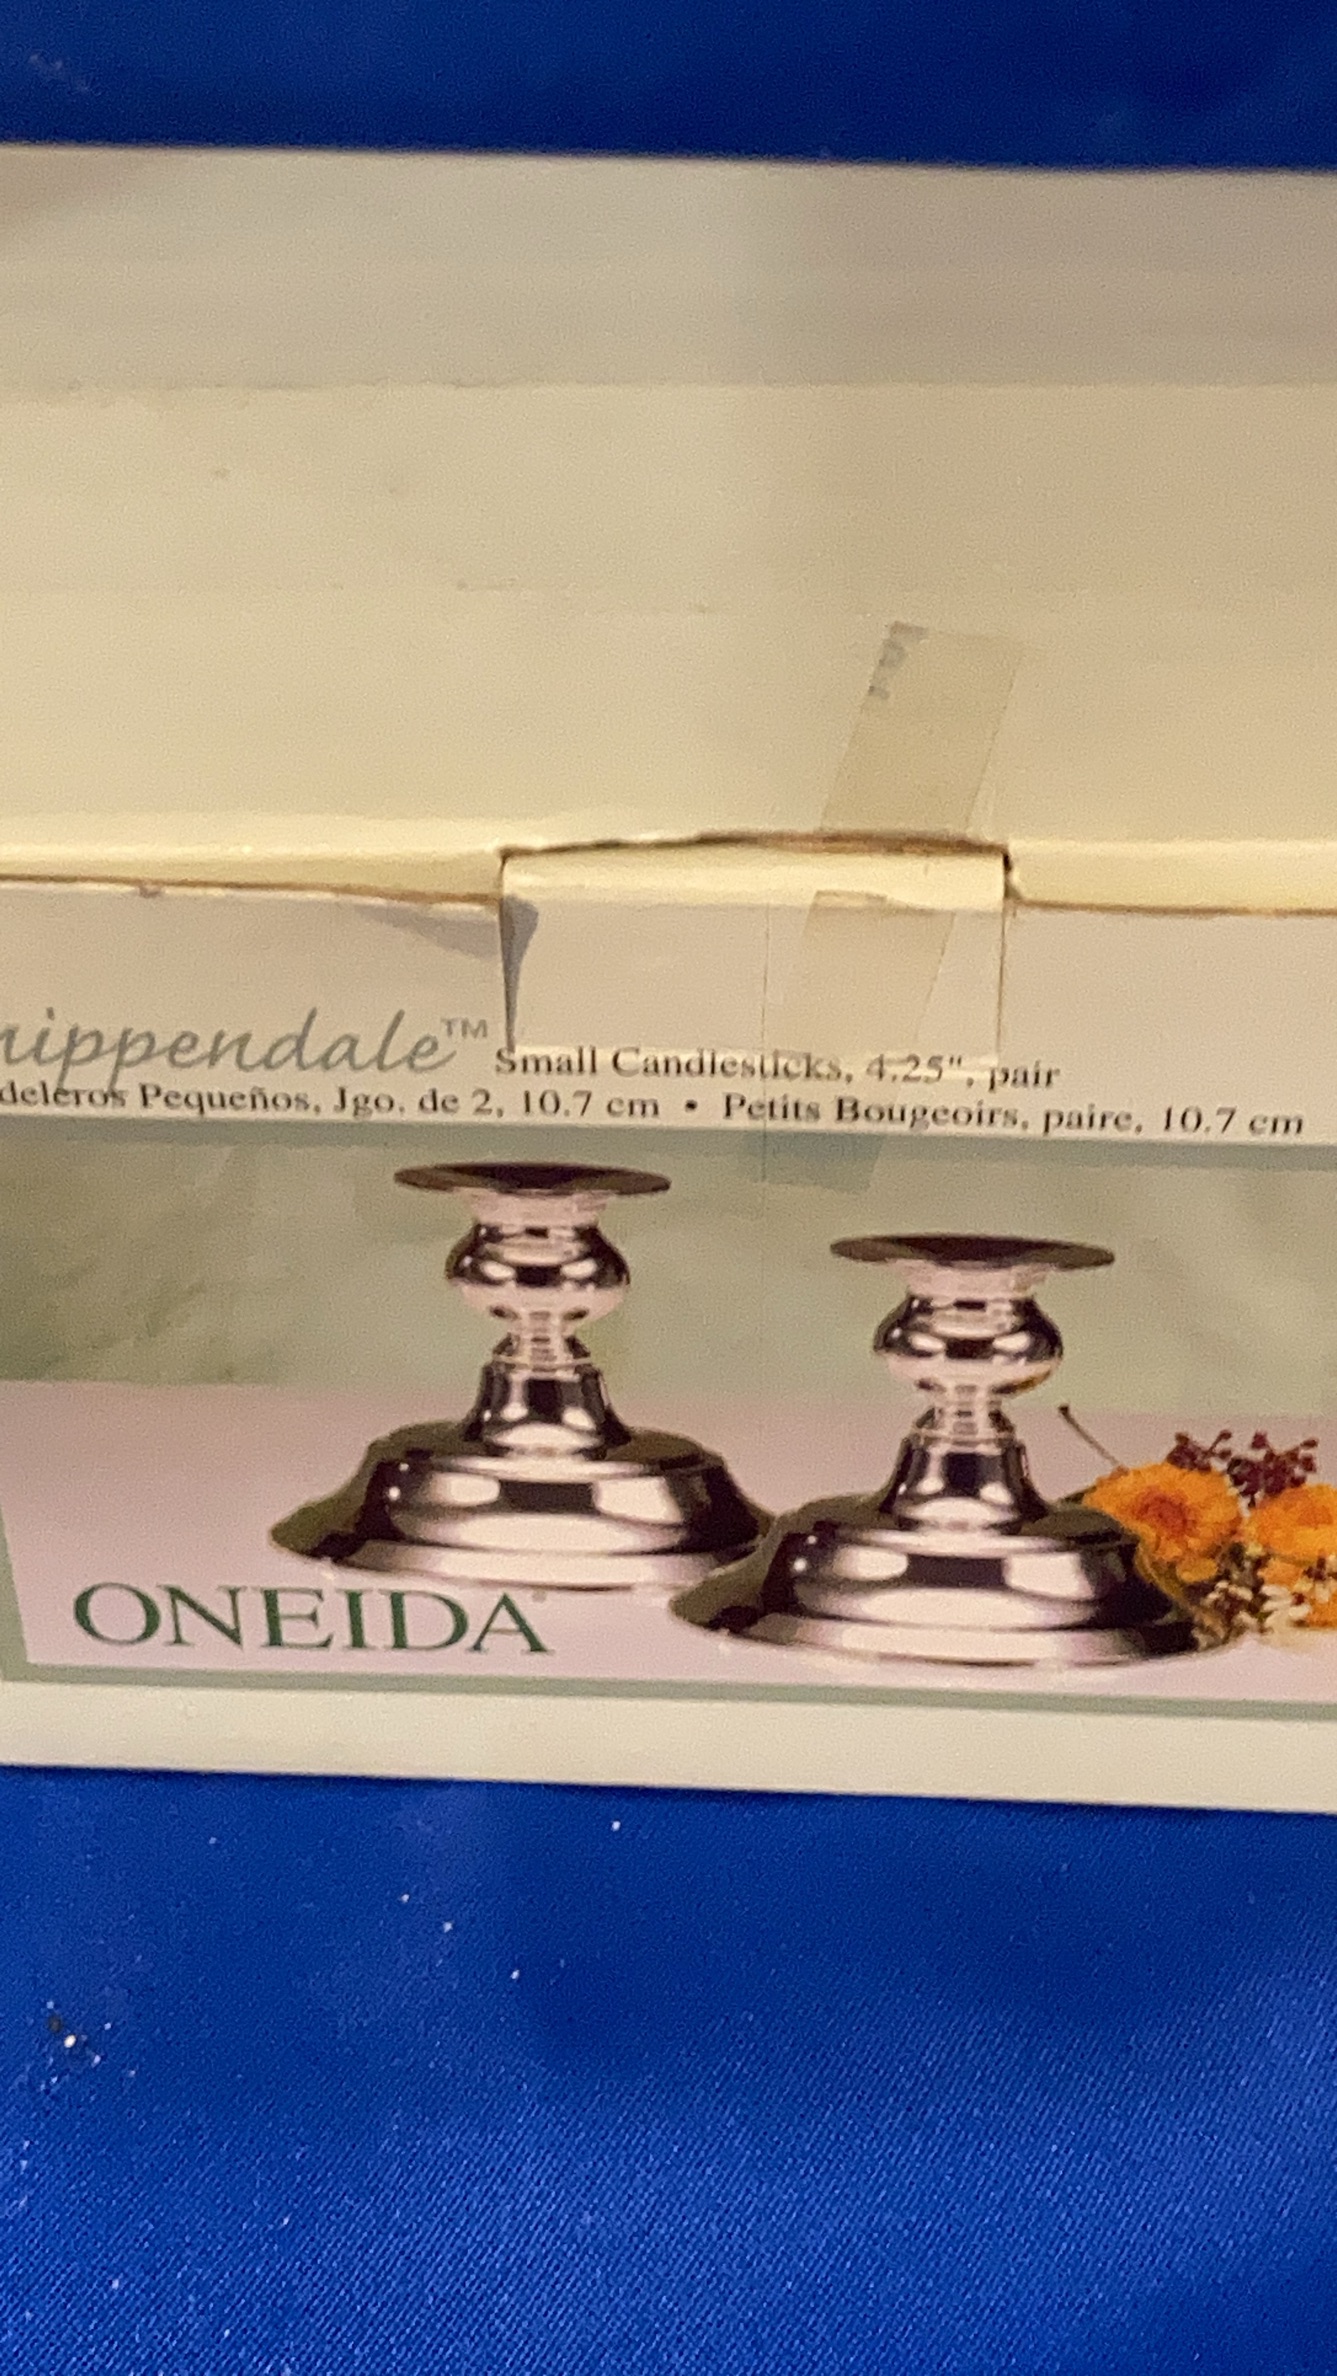 hippendale™ Small Candlesticks, 4.25", pair
deleros Pequeños, Jgo. de 2, 10.7 cm • Petits Bougeoirs, paire, 10.7 cm
ONEIDA